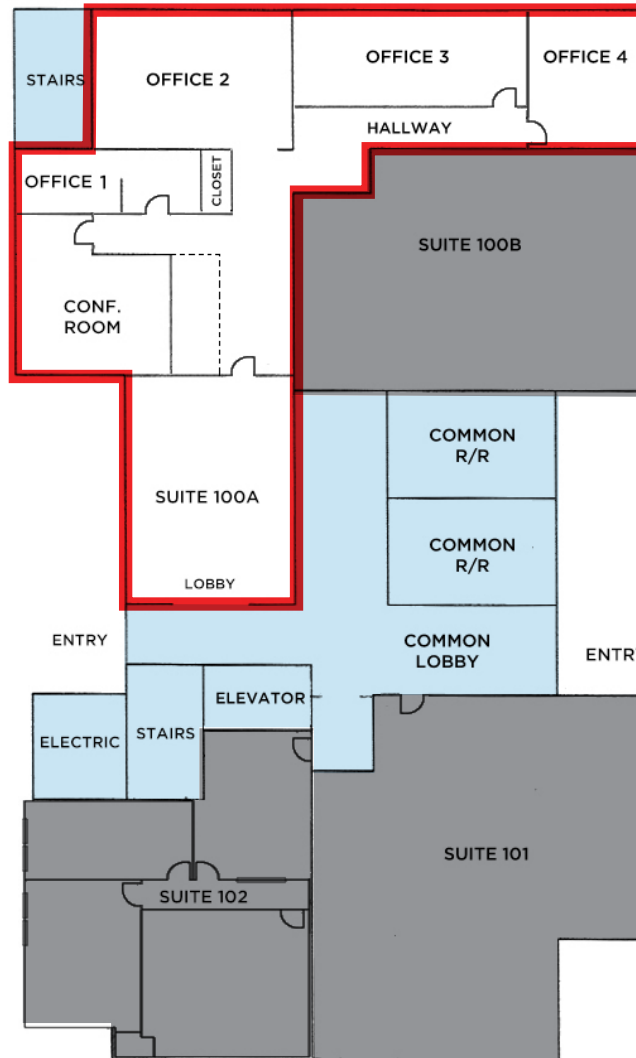 STAIRS
OFFICE 2
OFFICE 3
OFFICE 4
HALLWAY
OFFICE 1
CLOSET
SUITE 100B
CONF.
ROOM
COMMON
R/R
SUITE 100A
COMMON
R/R
LOBBY
ENTRY
COMMON
LOBBY
ENTR
ELEVATOR
ELECTRIC
STAIRS
SUITE 101
SUITE 102